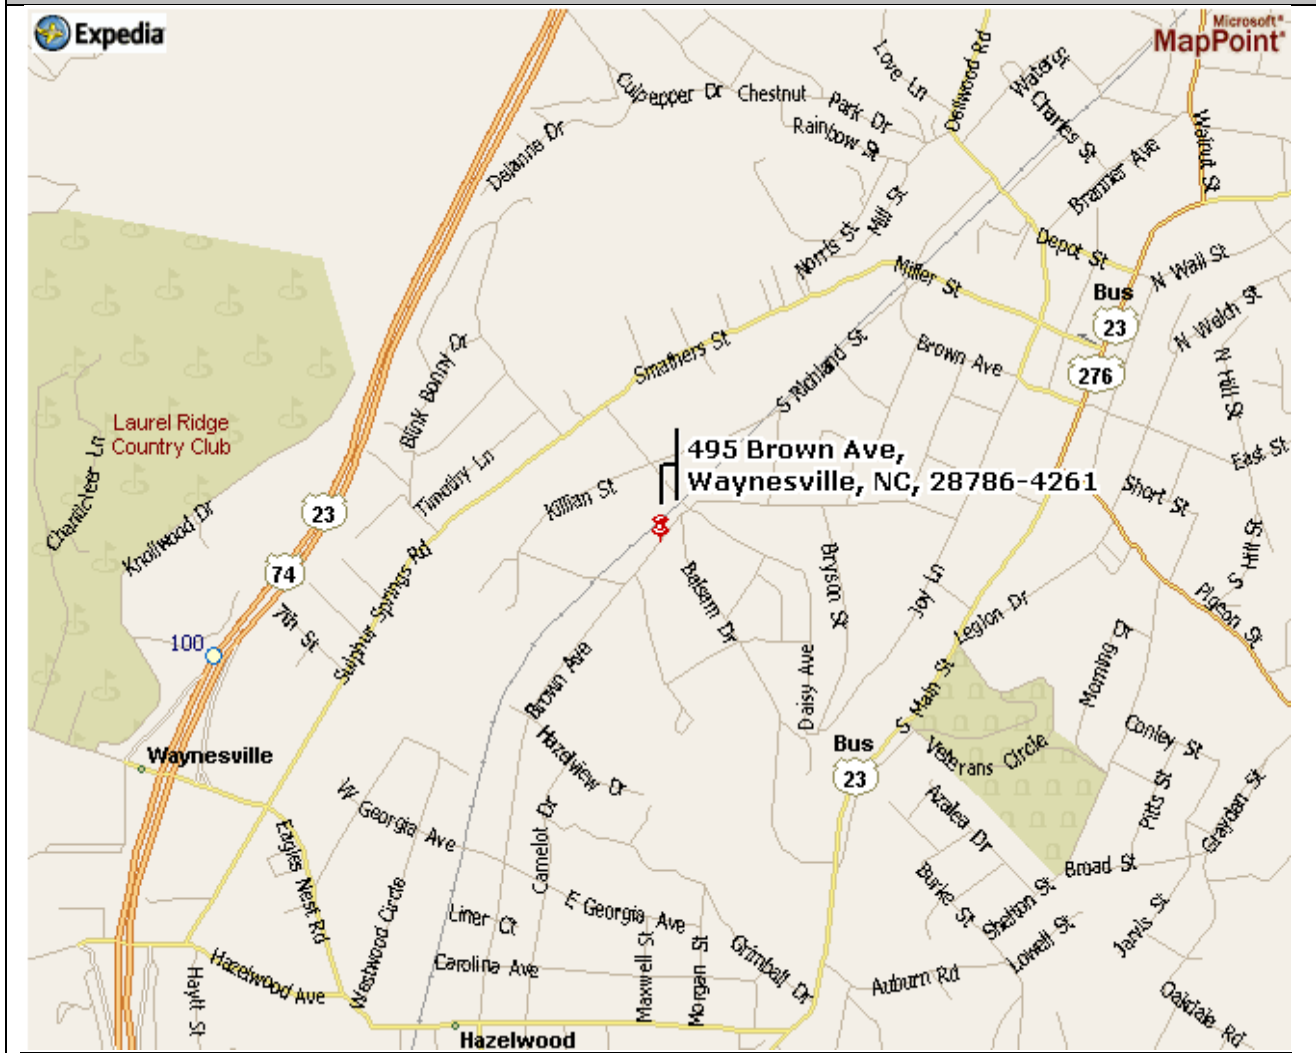 Expedia
Microsoft®
MapPoint®
Love Ln
Dellwood Rd
Culpepper Dr
Chestnut
Park Dr
Rainbow St
Charles St
Walnut St
Branner Ave
Delanne Dr
Mill St
Norris St
Depot St
N Wall St
Miller St
Bus
23
276
N Welch St
N Hill St
Brown Ave
Smathers St
S Richland St
Blink Bonny Dr
Laurel Ridge
Country Club
Chanticleer Ln
Knollwood Dr
Timothy Ln
Killian St
495 Brown Ave,
Waynesville, NC, 28786-4261
East St
Short St
S Hill St
Pigeon St
23
74
100
7th St
Sulphur Springs Rd
Balsam Dr
Bryson St
Joy Ln
Legion Dr
Daisy Ave
Brown Ave
S Main St
Morning Dr
Conley St
Pitts St
Graydon St
Veterans Circle
Bus
23
Waynesville
Hazelview Dr
W Georgia Ave
Eagles Nest Rd
Camelot Dr
Azalea Dr
Broad St
Burke St
Shelton St
Lowell St
Jarvis St
Westwood Circle
Liner Ct
E Georgia Ave
Carolina Ave
Maxwell St
Morgan St
Grimball Dr
Auburn Rd
Oakdale Rd
Hazelwood Ave
Hazelwood